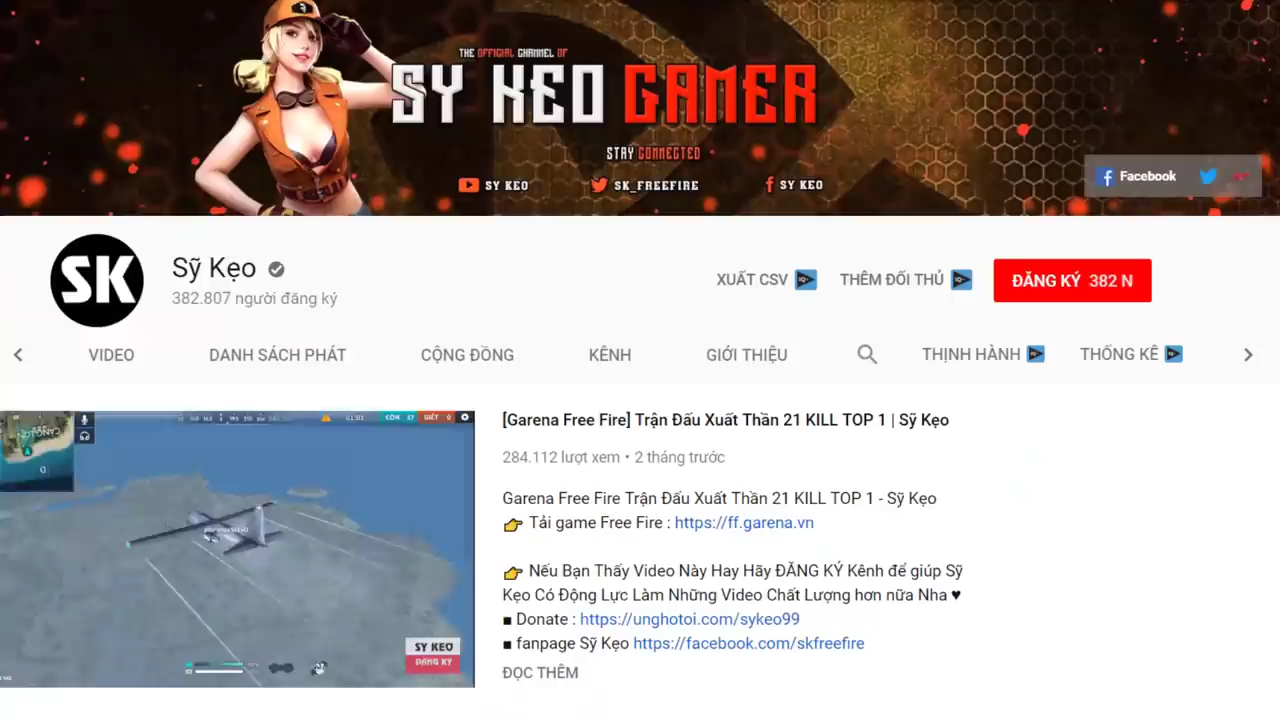 THE OFFICIAL CHANNEL OF
SY KEO GAMER
STAY CONNECTED
SY KEO SK_FREEFIRE SY KEO
Facebook
SK
Sỹ Kẹo
382.807 người đăng ký
XUẤT CSV THÊM ĐỐI THỦ ĐĂNG KÝ 382 N
VIDEO DANH SÁCH PHÁT CỘNG ĐỒNG KÊNH GIỚI THIỆU THỊNH HÀNH THỐNG KÊ
CÒN 37 GIẾT 0
SY KEO
ĐĂNG KÝ
[Garena Free Fire] Trận Đấu Xuất Thần 21 KILL TOP 1 | Sỹ Kẹo
284.112 lượt xem • 2 tháng trước
Garena Free Fire Trận Đấu Xuất Thần 21 KILL TOP 1 - Sỹ Kẹo
Tải game Free Fire : https://ff.garena.vn
Nếu Bạn Thấy Video Này Hay Hãy ĐĂNG KÝ Kênh để giúp Sỹ
Kẹo Có Động Lực Làm Những Video Chất Lượng hơn nữa Nha ♥
■ Donate : https://unghotoi.com/sykeo99
■ fanpage Sỹ Kẹo https://facebook.com/skfreefire
ĐỌC THÊM